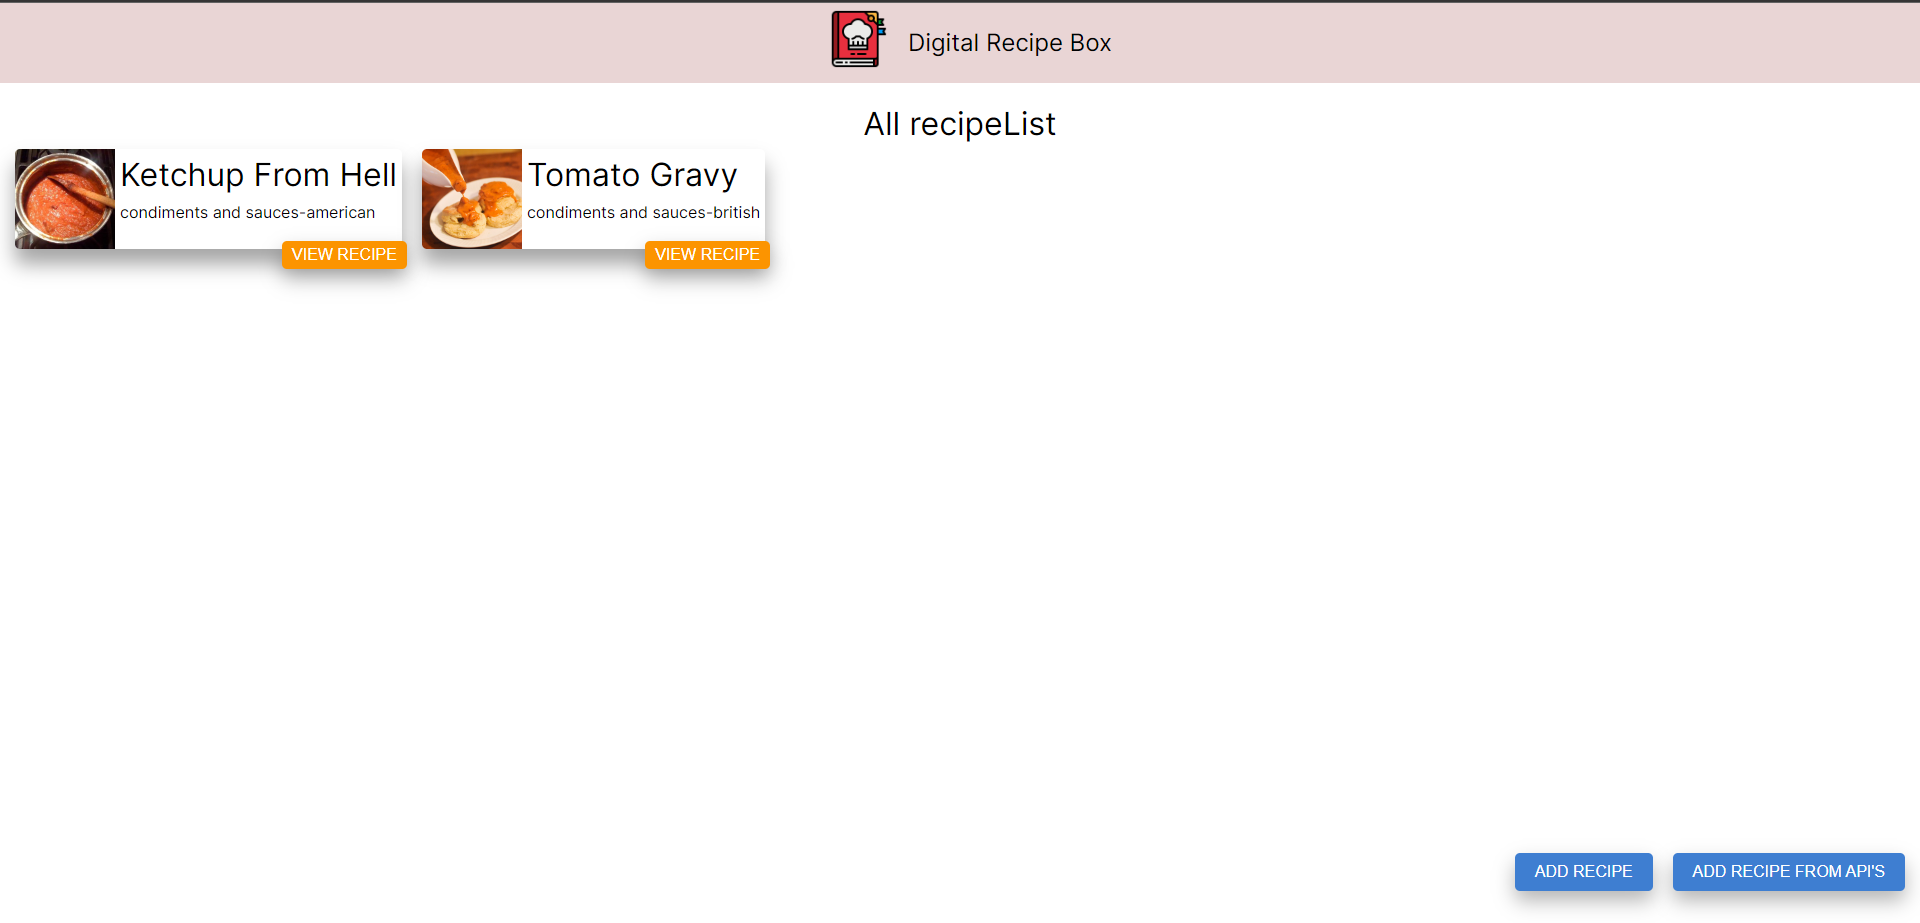 Digital Recipe Box
All recipeList
Ketchup From Hell
condiments and sauces-american
VIEW RECIPE
Tomato Gravy
condiments and sauces-british
VIEW RECIPE
ADD RECIPE
ADD RECIPE FROM API'S